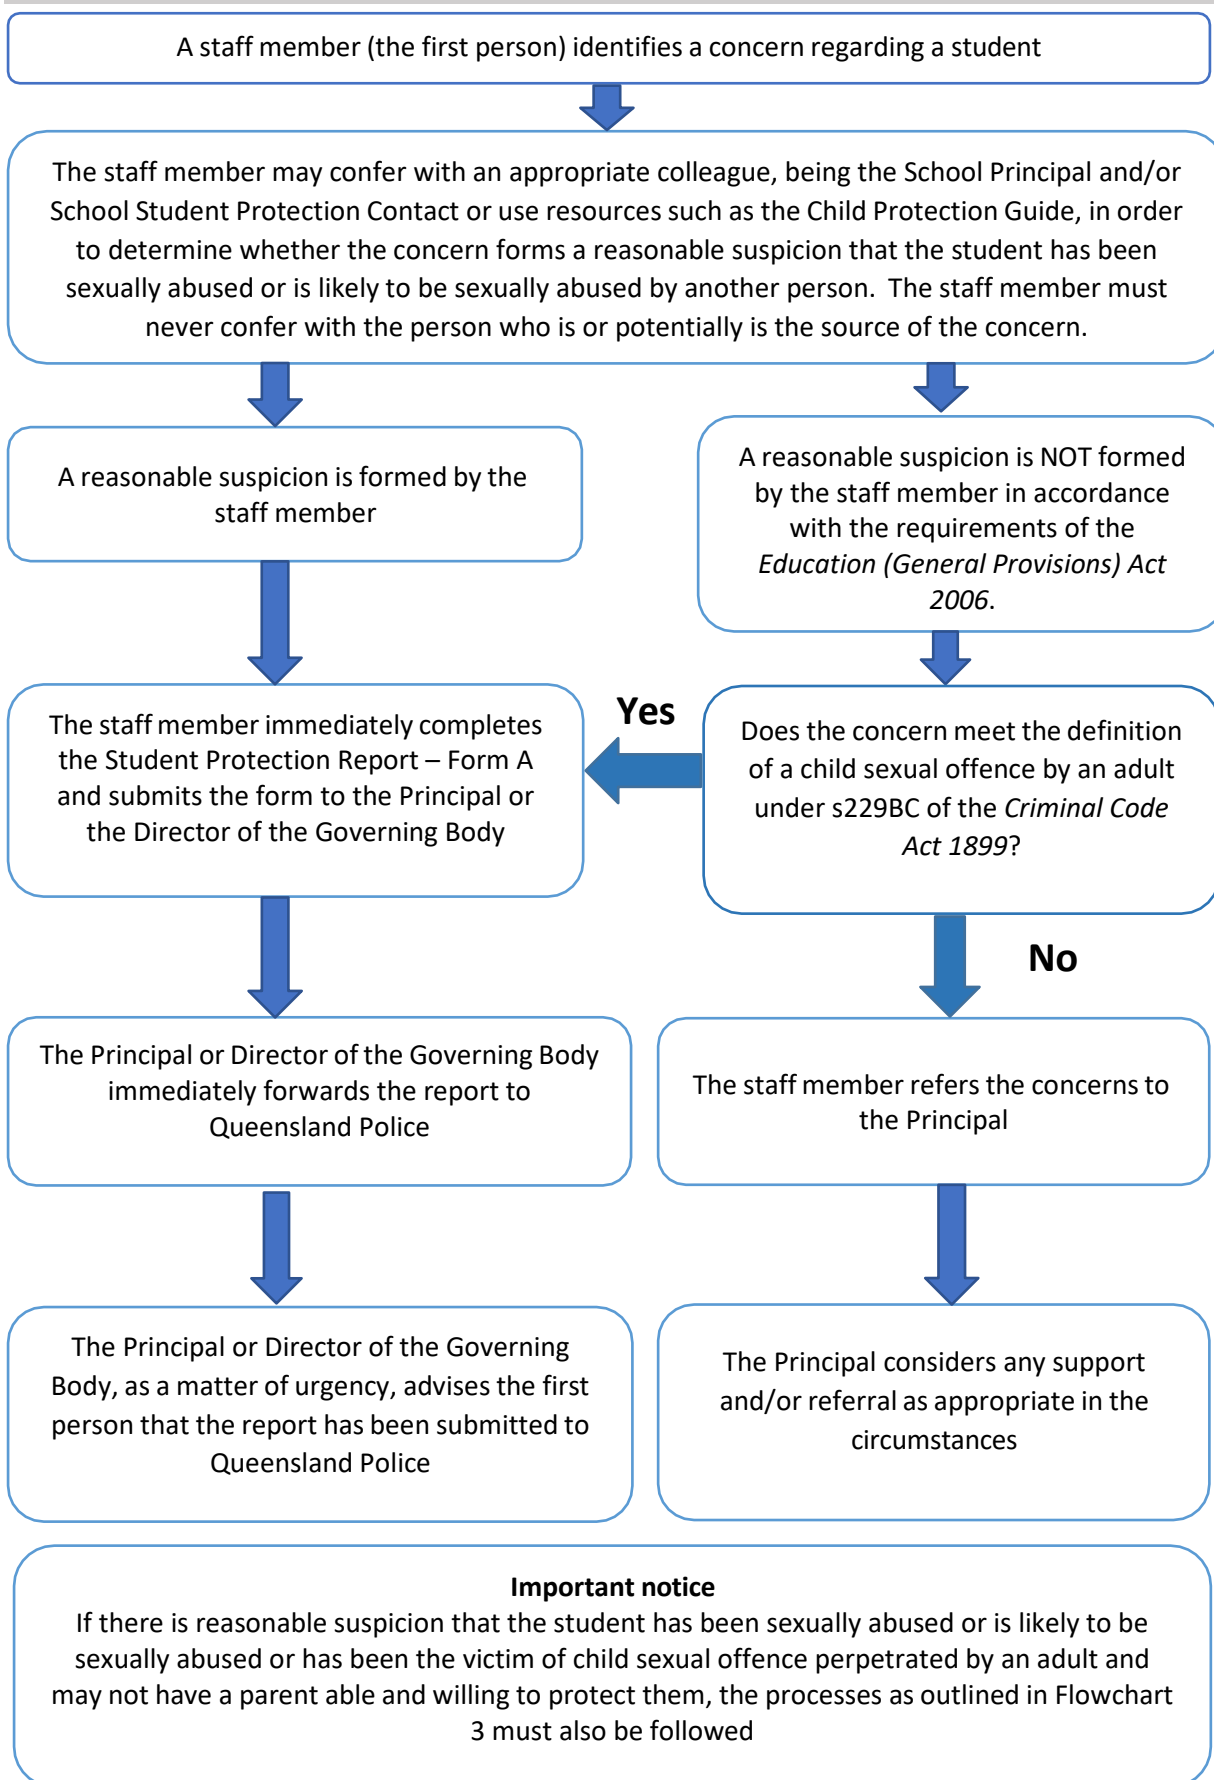 A staff member (the first person) identifies a concern regarding a student
The staff member may confer with an appropriate colleague, being the School Principal and/or
School Student Protection Contact or use resources such as the Child Protection Guide, in order
to determine whether the concern forms a reasonable suspicion that the student has been
sexually abused or is likely to be sexually abused by another person. The staff member must
never confer with the person who is or potentially is the source of the concern.
A reasonable suspicion is formed by the
staff member
A reasonable suspicion is NOT formed
by the staff member in accordance
with the requirements of the
Education (General Provisions) Act
2006.
The staff member immediately completes
the Student Protection Report – Form A
and submits the form to the Principal or
the Director of the Governing Body
Yes
Does the concern meet the definition
of a child sexual offence by an adult
under s229BC of the Criminal Code
Act 1899?
No
The Principal or Director of the Governing Body
immediately forwards the report to
Queensland Police
The staff member refers the concerns to
the Principal
The Principal or Director of the Governing
Body, as a matter of urgency, advises the first
person that the report has been submitted to
Queensland Police
The Principal considers any support
and/or referral as appropriate in the
circumstances
Important notice
If there is reasonable suspicion that the student has been sexually abused or is likely to be
sexually abused or has been the victim of child sexual offence perpetrated by an adult and
may not have a parent able and willing to protect them, the processes as outlined in Flowchart
3 must also be followed